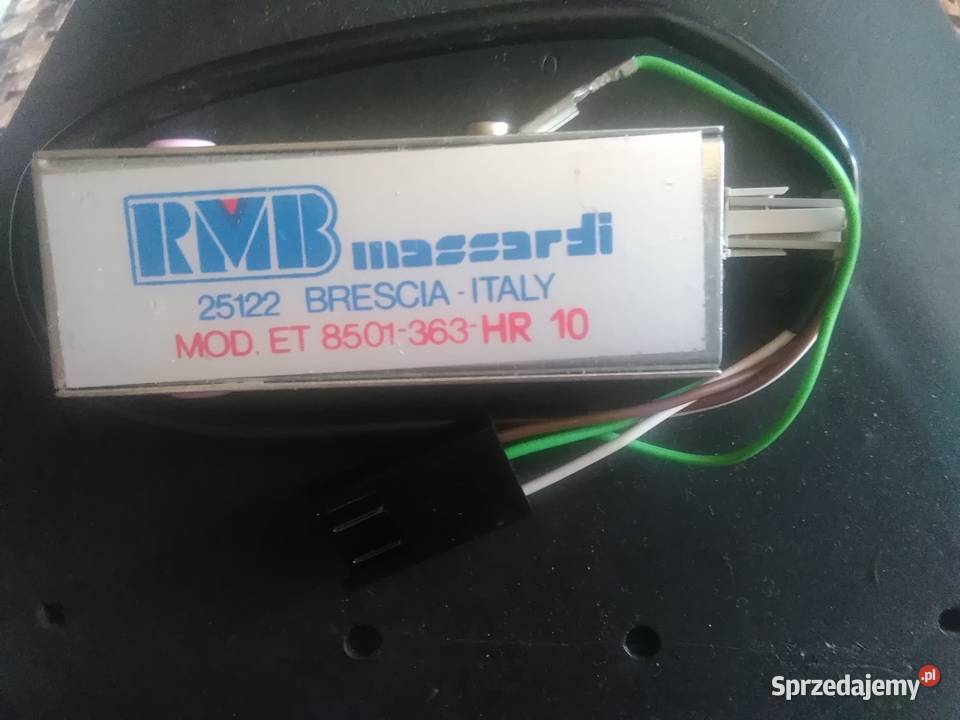 RMB massardi
25122 BRESCIA - ITALY
MOD. ET 8501-363-HR 10
Sprzedajemy.pl